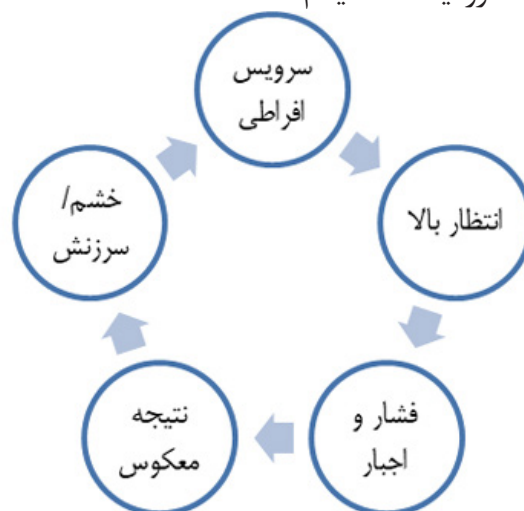 سرویس
افراطی
انتظار بالا
فشار و
اجبار
نتیجه
معکوس
خشم/
سرزنش